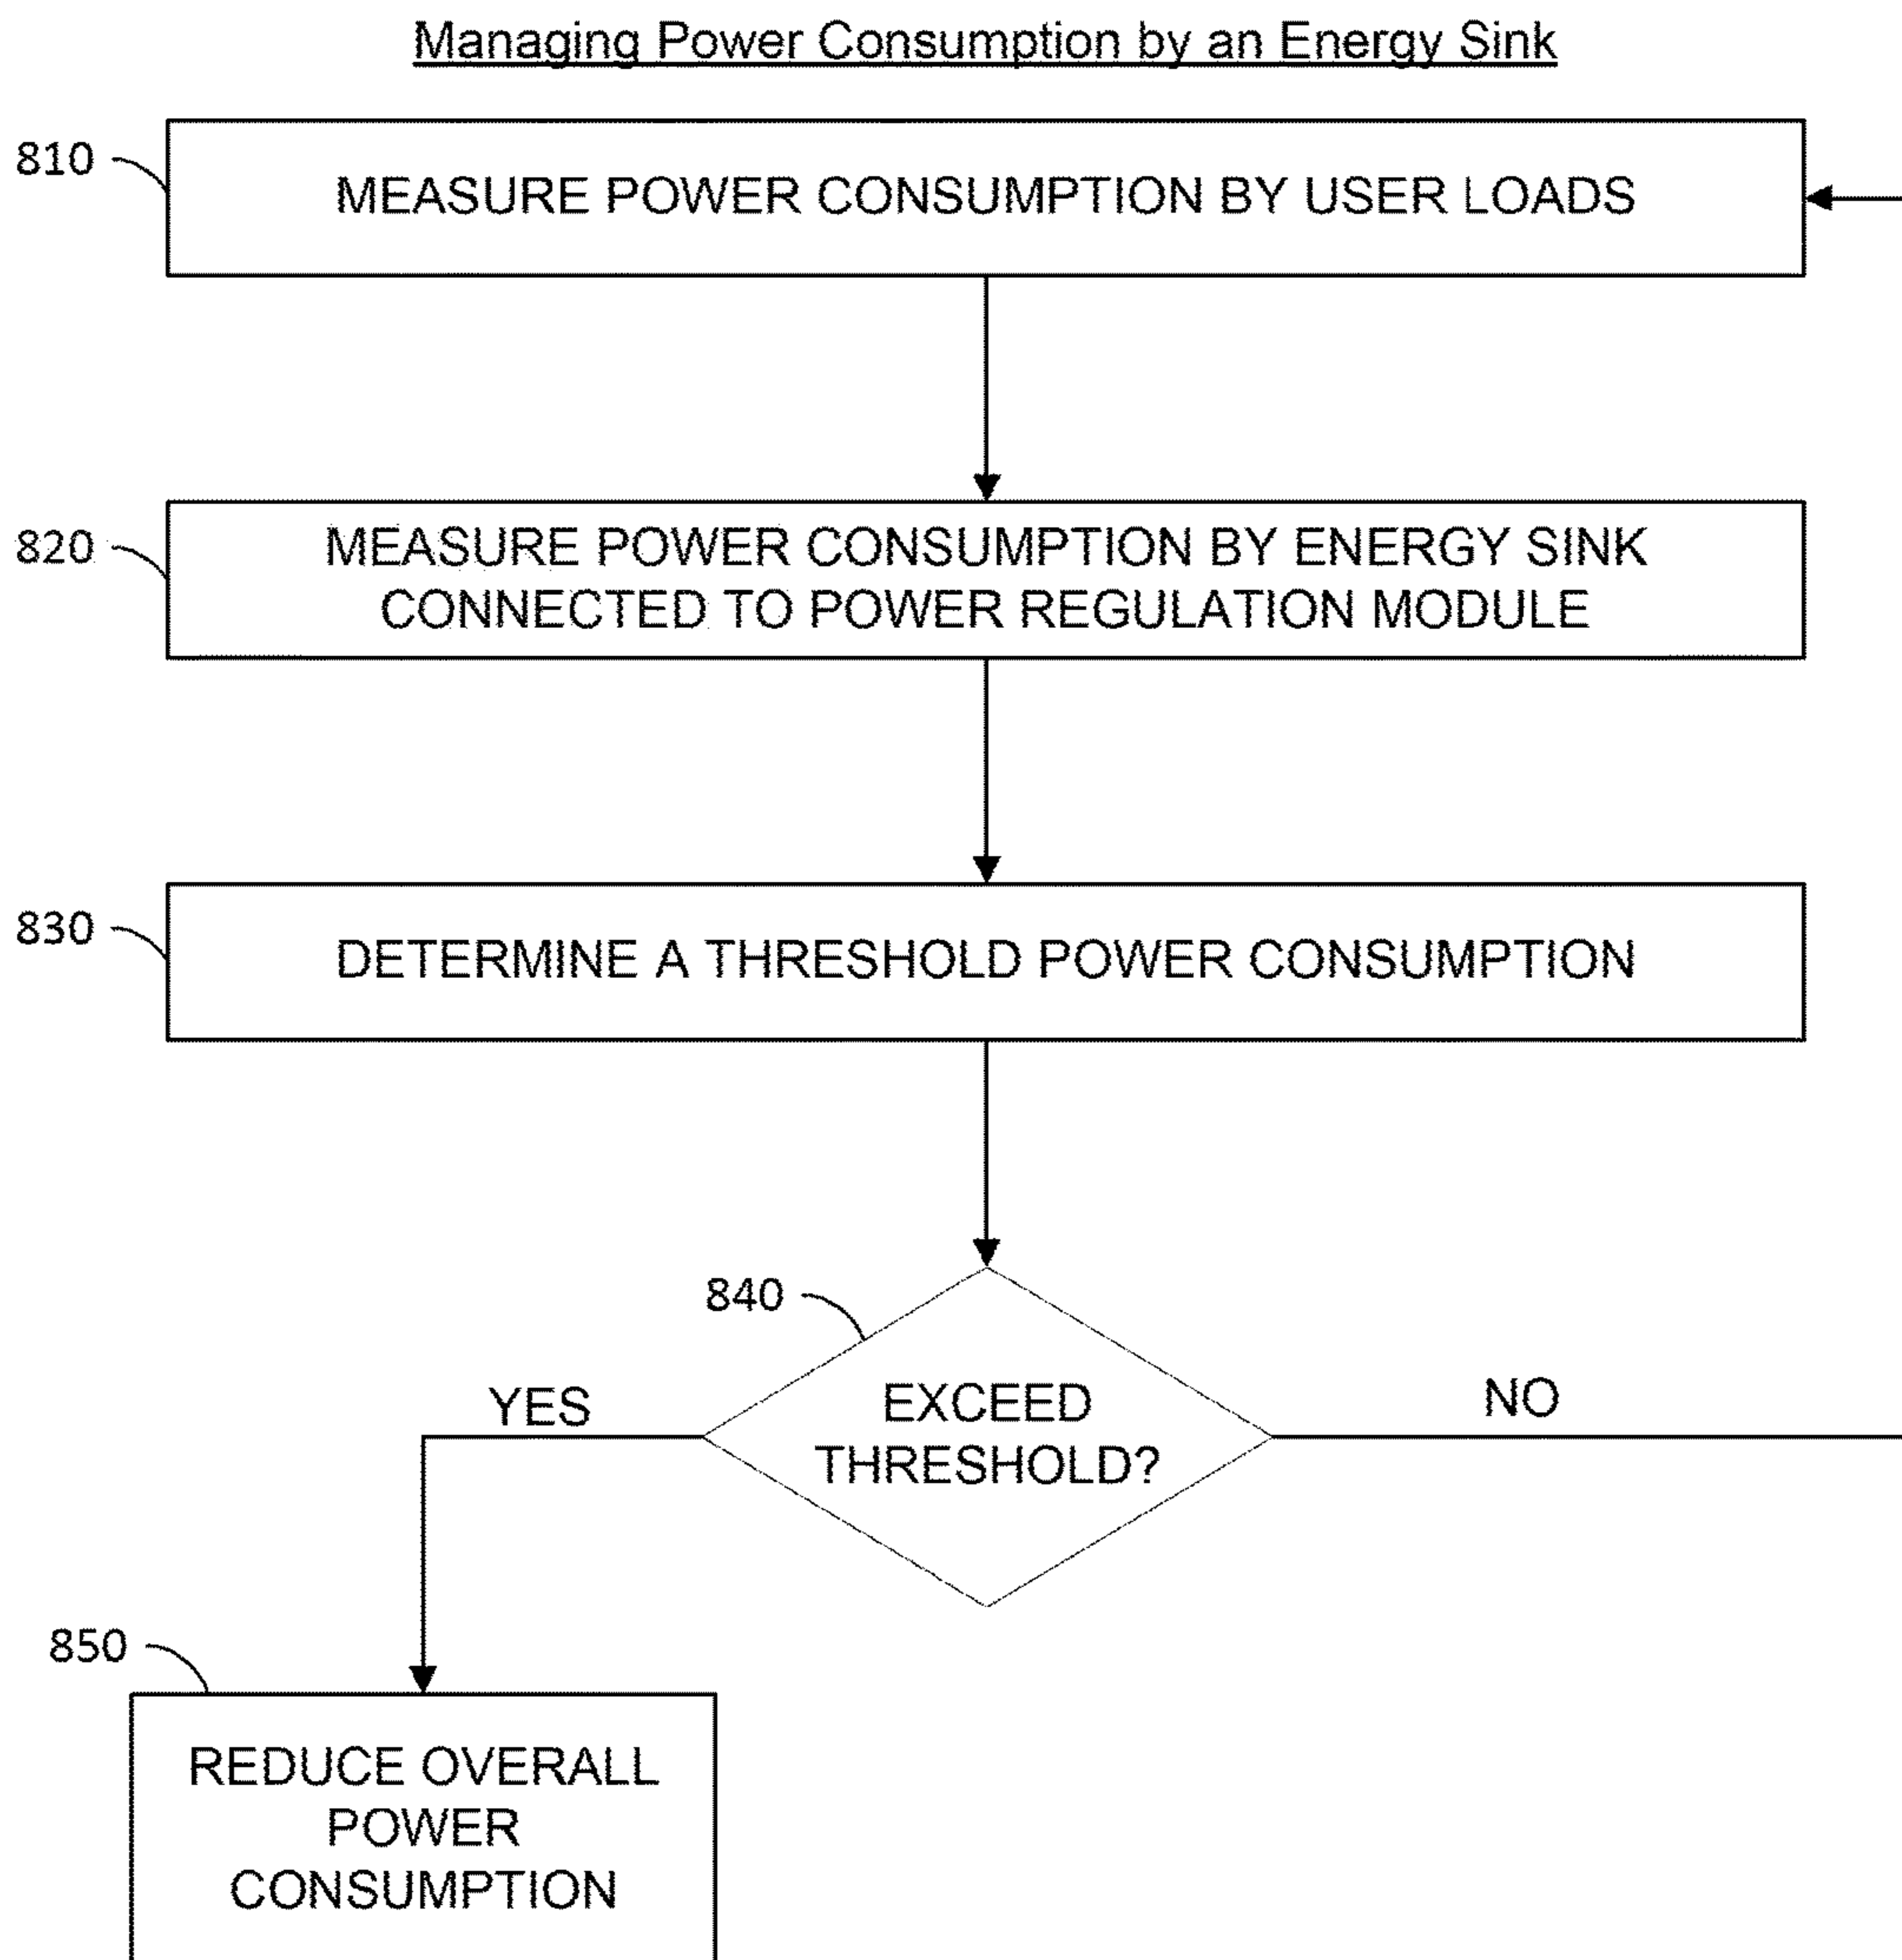 Managing Power Consumption by an Energy Sink
810
MEASURE POWER CONSUMPTION BY USER LOADS
820
MEASURE POWER CONSUMPTION BY ENERGY SINK
CONNECTED TO POWER REGULATION MODULE
830
DETERMINE A THRESHOLD POWER CONSUMPTION
840
EXCEED
THRESHOLD?
YES
NO
850
REDUCE OVERALL
POWER
CONSUMPTION